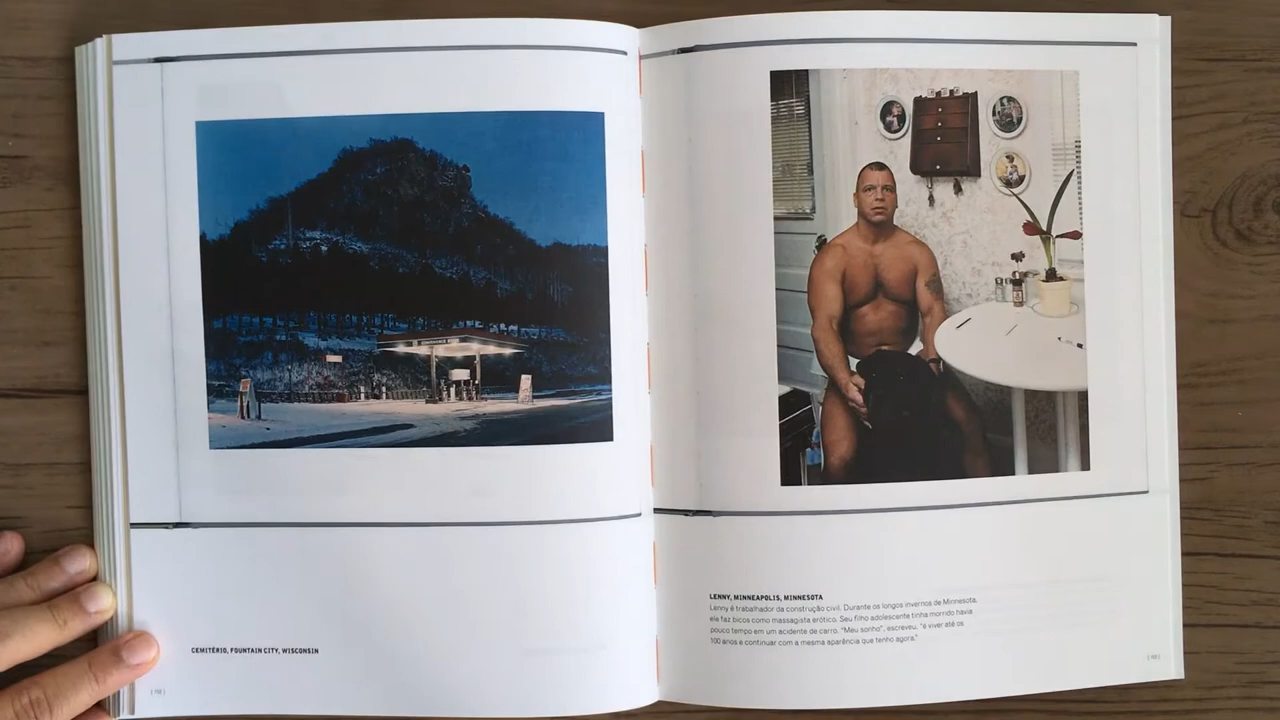 CEMITÉRIO, FOUNTAIN CITY, WISCONSIN
LENNY, MINNEAPOLIS, MINNESOTA
Lenny é trabalhador da construção civil. Durante os longos invernos de Minnesota,
ele faz bicos como massagista erótico. Seu filho adolescente tinha morrido havia
pouco tempo em um acidente de carro. "Meu sonho", escreveu, "é viver até os
100 anos e continuar com a mesma aparência que tenho agora."